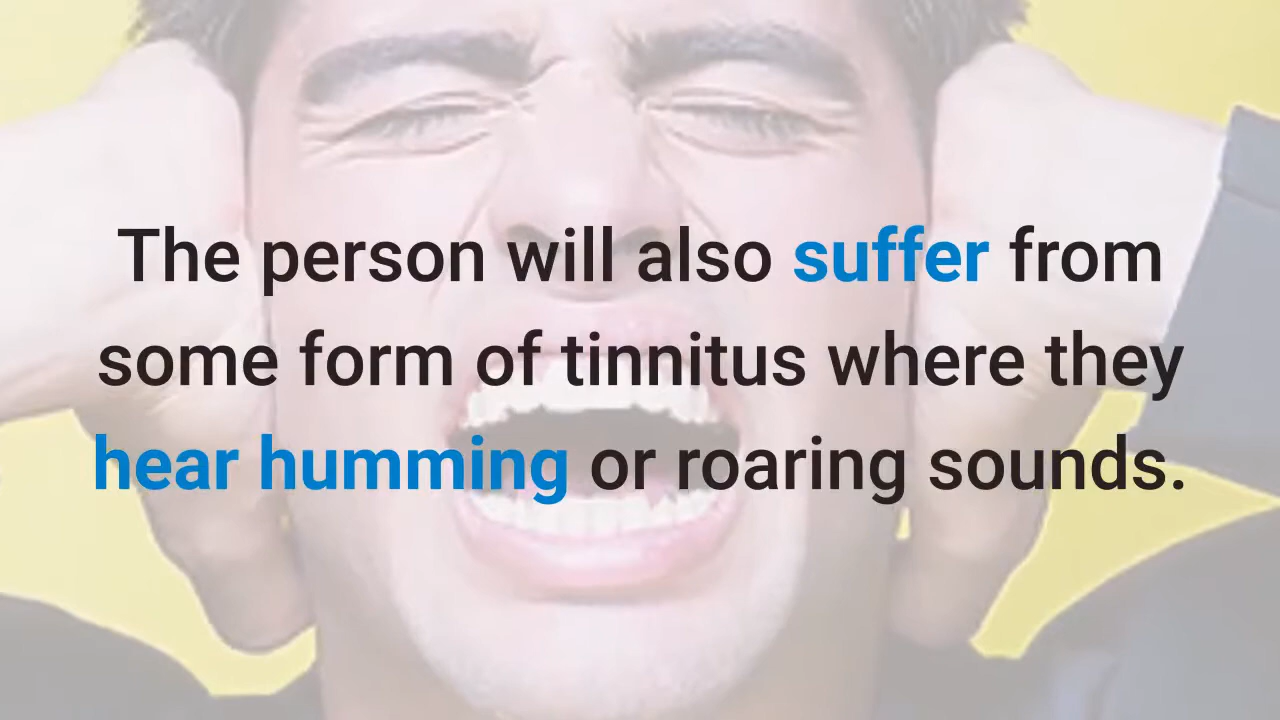 The person will also suffer from
some form of tinnitus where they
hear humming or roaring sounds.